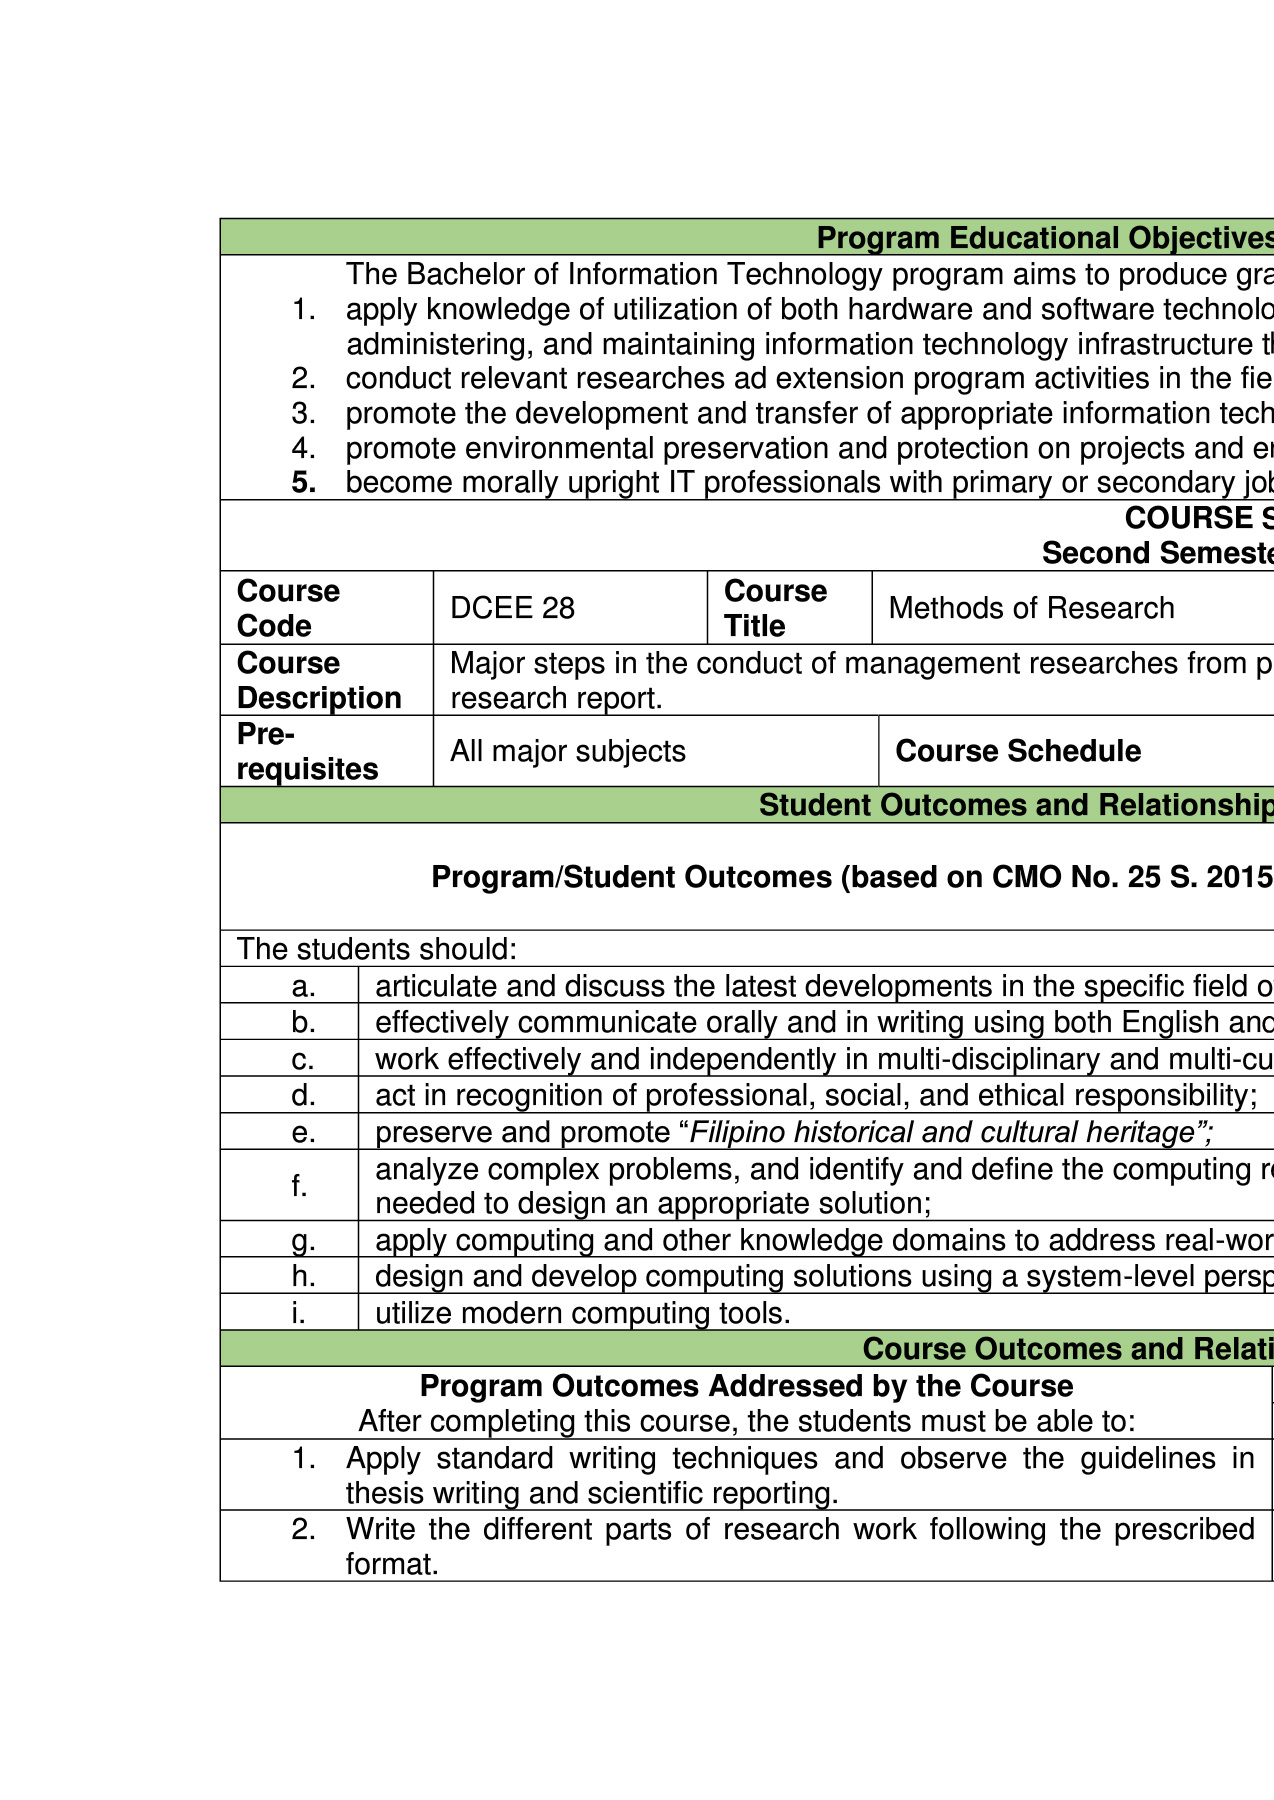 Program Educational Objectives
The Bachelor of Information Technology program aims to produce
1. apply knowledge of utilization of both hardware and software
administering, and maintaining information technology infrastructure
2. conduct relevant researches ad extension program activities in the
3. promote the development and transfer of appropriate information
4. promote environmental preservation and protection on projects and
5. become morally upright IT professionals with primary or secondary
COURSE
Second
Course
Code
DCEE 28
Course
Title
Methods of Research
Course
Description
Major steps in the conduct of management researches from
research report.
Pre-
requisites
All major subjects
Course Schedule
Student Outcomes and Relationship
Program/Student Outcomes (based on CMO No. 25 S. 2015
The students should:
a. articulate and discuss the latest developments in the specific field
b. effectively communicate orally and in writing using both English and
c. work effectively and independently in multi-disciplinary and
d. act in recognition of professional, social, and ethical responsibility;
e. preserve and promote “Filipino historical and cultural heritage”;
f. analyze complex problems, and identify and define the computing
needed to design an appropriate solution;
g. apply computing and other knowledge domains to address
h. design and develop computing solutions using a system-level
i. utilize modern computing tools.
Course Outcomes and
Program Outcomes Addressed by the Course
After completing this course, the students must be able to:
1. Apply standard writing techniques and observe the guidelines in
thesis writing and scientific reporting.
2. Write the different parts of research work following the prescribed
format.